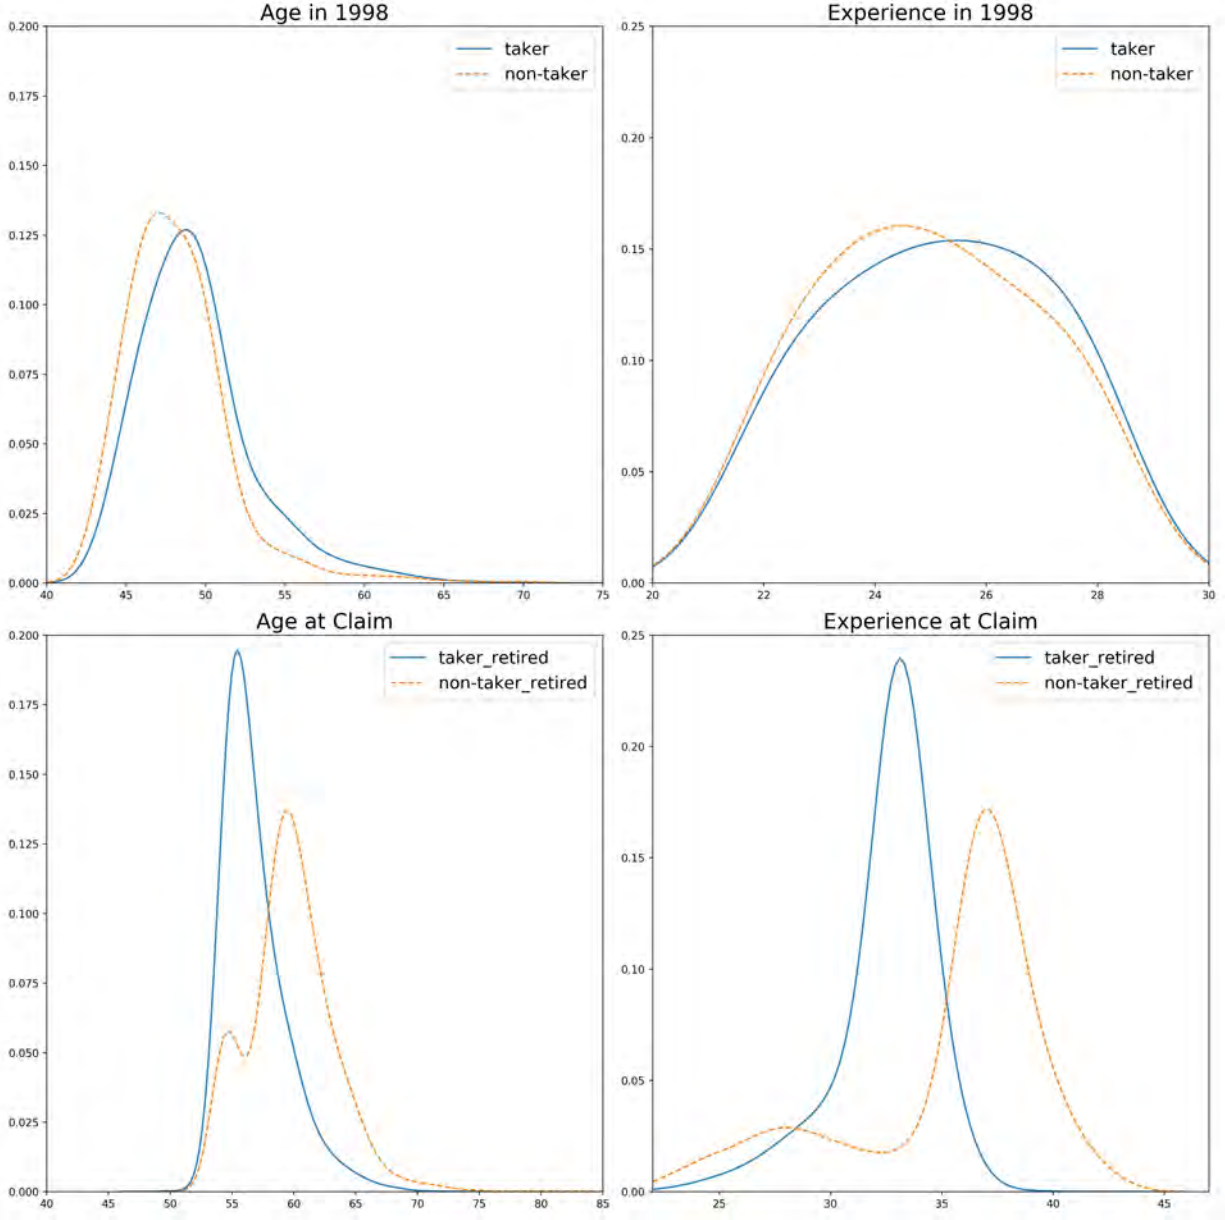 Age in 1998
0.200
0.175
0.150
0.125
0.100
0.075
0.050
0.025
0.000
40 45 50 55 60 65 70 75
taker
non-taker
Experience in 1998
0.25
0.20
0.15
0.10
0.05
0.00
20 22 24 26 28 30
taker
non-taker
Age at Claim
0.200
0.175
0.150
0.125
0.100
0.075
0.050
0.025
0.000
40 45 50 55 60 65 70 75 80 85
taker_retired
non-taker_retired
Experience at Claim
0.25
0.20
0.15
0.10
0.05
0.00
25 30 35 40 45
taker_retired
non-taker_retired